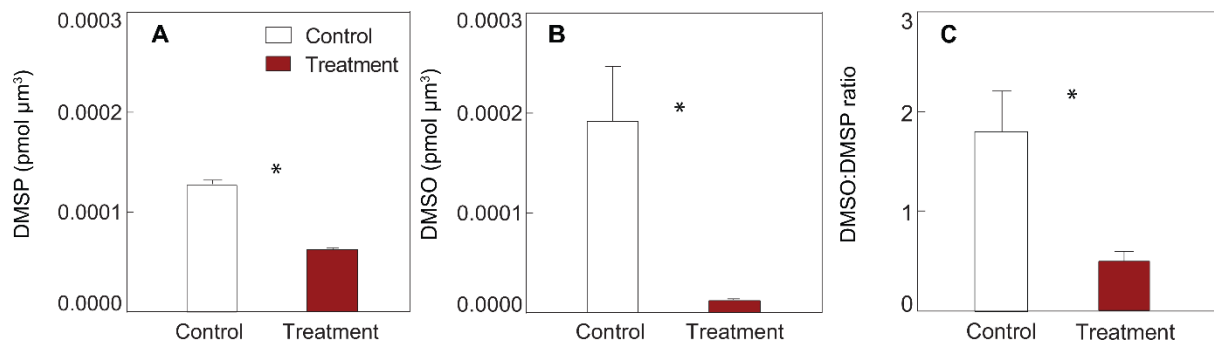 A
DMSP (pmol µm³)
0.0003
0.0002
0.0001
0.0000
Control
Treatment
*
Control Treatment
B
DMSO (pmol µm³)
0.0003
0.0002
0.0001
0.0000
*
Control Treatment
C
DMSO:DMSP ratio
3
2
1
0
*
Control Treatment